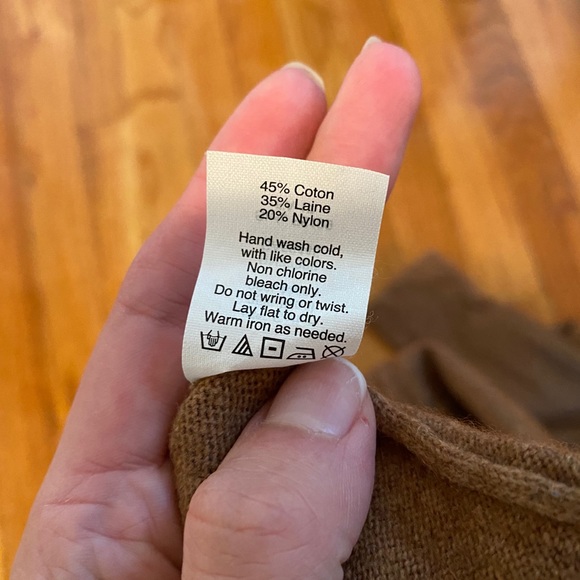 45% Coton
35% Laine
20% Nylon
Hand wash cold,
with like colors.
Non chlorine
bleach only.
Do not wring or twist.
Lay flat to dry.
Warm iron as needed.